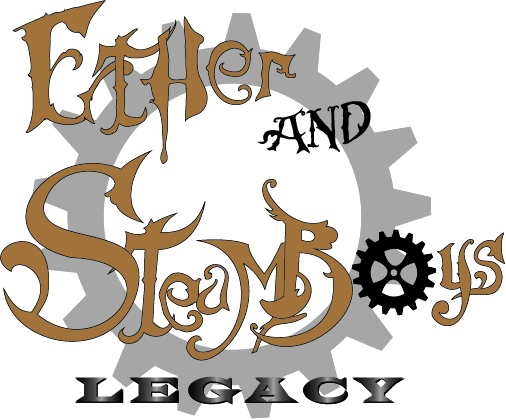 Ether
AND
SteamBoys
LEGACY